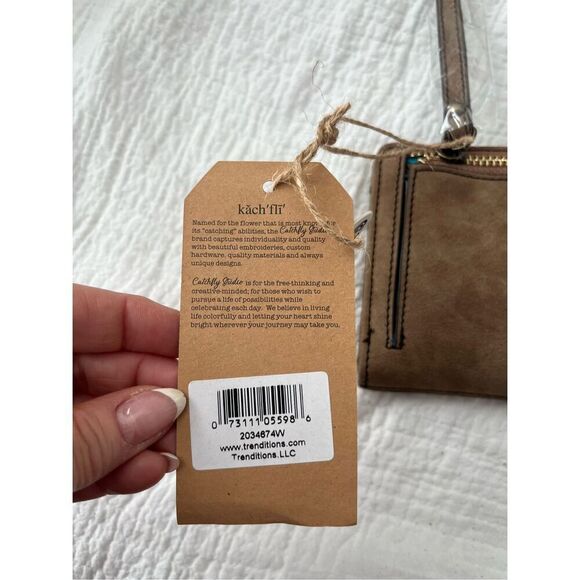 kăch'flī'
Named for the flower that is most known for
its "catching" abilities, the Catchfly Studio
brand captures individuality and quality
with beautiful embroideries, custom
hardware, quality materials and always
unique designs.
Catchfly Studio is for the free-thinking and
creative minded; for those who wish to
pursue a life of possibilities while
celebrating each day. We believe in living
life colorfully and letting your heart shine
bright wherever your journey may take you.
0 73111 05598 6
2034674W
www.trenditions.com
Trenditions.LLC